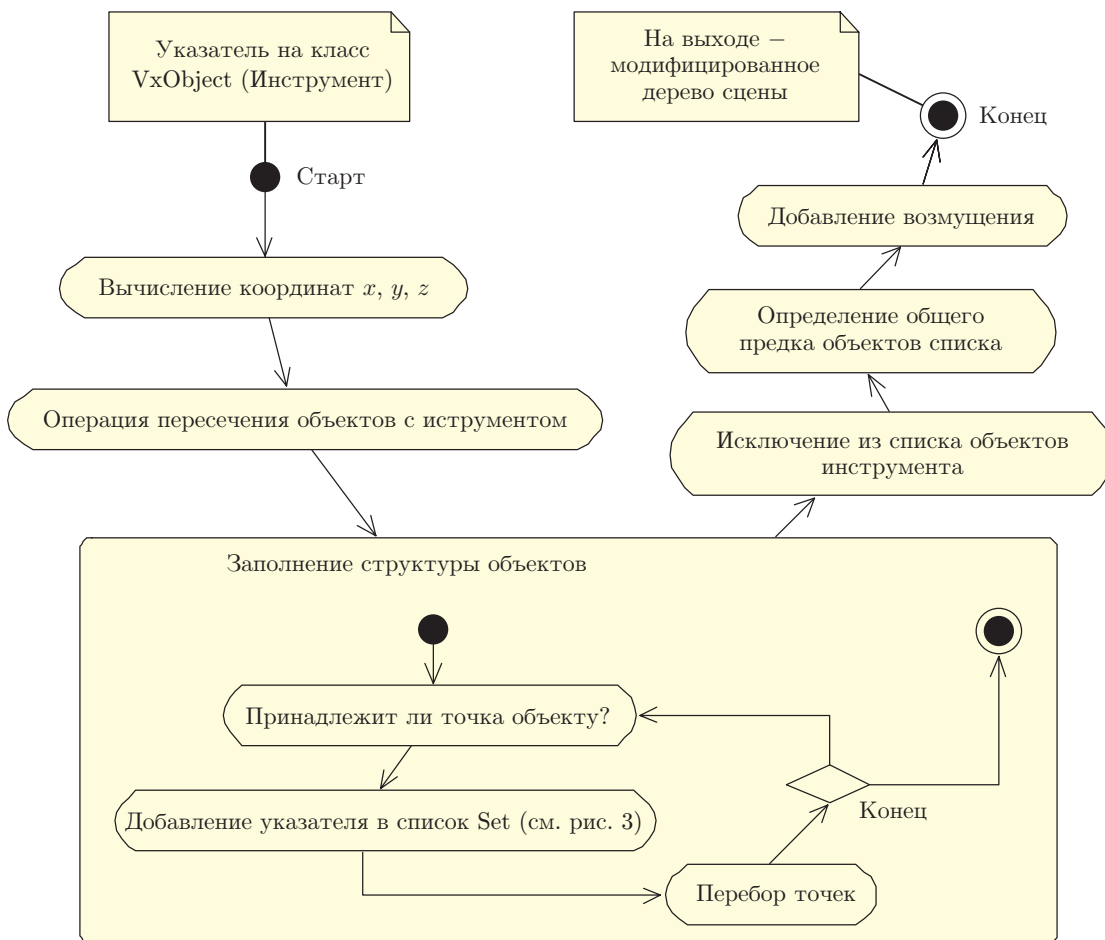 Указатель на класс
VxObject (Инструмент)
Старт
Вычисление координат x, y, z
Операция пересечения объектов с иструментом
Заполнение структуры объектов
Принадлежит ли точка объекту?
Добавление указателя в список Set (см. рис. 3)
Перебор точек
Конец
Исключение из списка объектов
инструмента
Определение общего
предка объектов списка
Добавление возмущения
Конец
На выходе –
модифицированное
дерево сцены